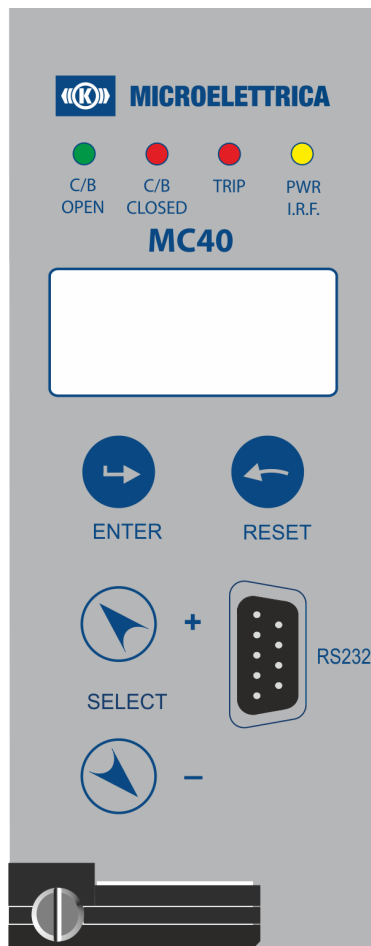 ((K)) MICROELETTRICA
C/B OPEN
C/B CLOSED
TRIP
PWR I.R.F.
MC40
ENTER
RESET
+
RS232
SELECT
–